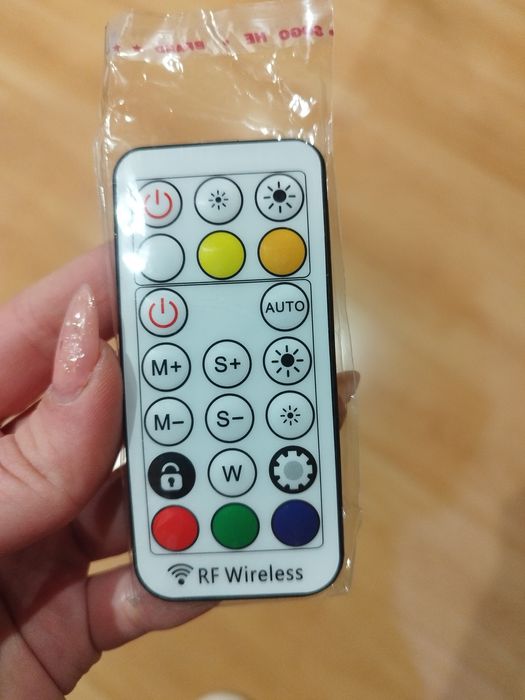 AUTO
M+ S+
M− S−
W
RF Wireless